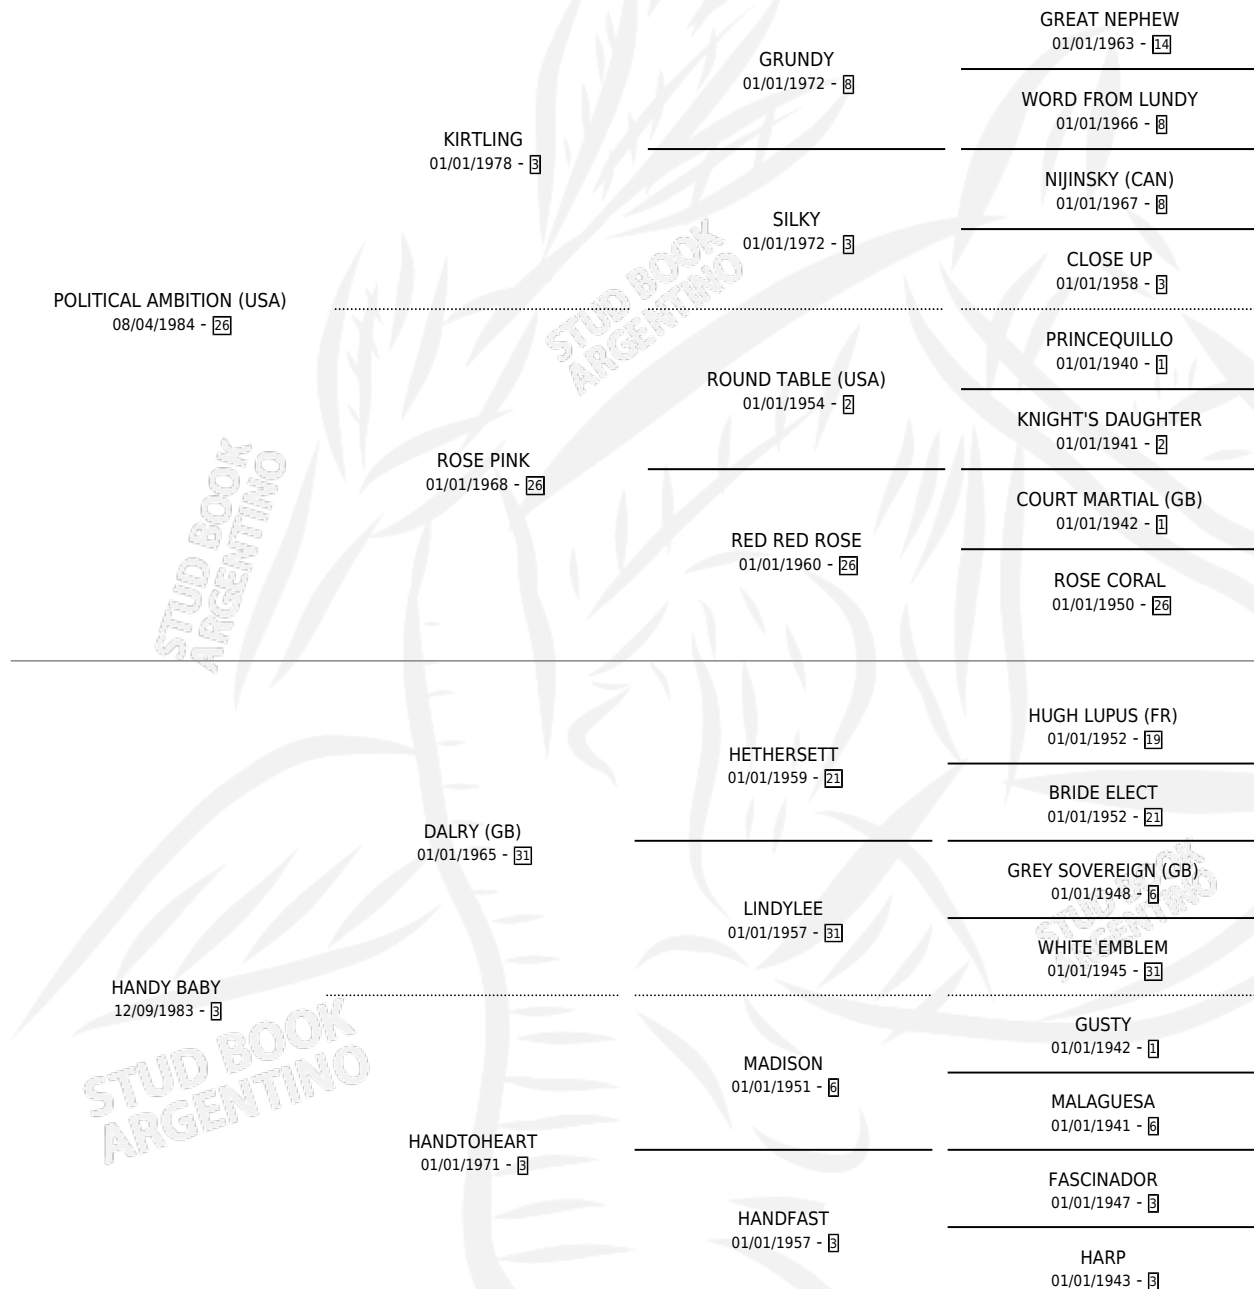 GREAT NEPHEW
01/01/1963 - 14
GRUNDY
01/01/1972 - 8
WORD FROM LUNDY
01/01/1966 - 8
KIRTLING
01/01/1978 - 3
NIJINSKY (CAN)
01/01/1967 - 8
SILKY
01/01/1972 - 3
CLOSE UP
01/01/1958 - 3
POLITICAL AMBITION (USA)
08/04/1984 - 26
PRINCEQUILLO
01/01/1940 - 1
ROUND TABLE (USA)
01/01/1954 - 2
KNIGHT'S DAUGHTER
01/01/1941 - 2
ROSE PINK
01/01/1968 - 26
COURT MARTIAL (GB)
01/01/1942 - 1
RED RED ROSE
01/01/1960 - 26
ROSE CORAL
01/01/1950 - 26
HUGH LUPUS (FR)
01/01/1952 - 19
HETHERSETT
01/01/1959 - 21
BRIDE ELECT
01/01/1952 - 21
DALRY (GB)
01/01/1965 - 31
GREY SOVEREIGN (GB)
01/01/1948 - 6
LINDYLEE
01/01/1957 - 31
WHITE EMBLEM
01/01/1945 - 31
HANDY BABY
12/09/1983 - 3
GUSTY
01/01/1942 - 1
MADISON
01/01/1951 - 6
MALAGUESA
01/01/1941 - 6
HANDTOHEART
01/01/1971 - 3
FASCINADOR
01/01/1947 - 3
HANDFAST
01/01/1957 - 3
HARP
01/01/1943 - 3
STUD BOOK
ARGENTINO
STUD BOOK
ARGENTINO
STUD BOOK
ARGENTINO
STUD BOOK
ARGENTINO